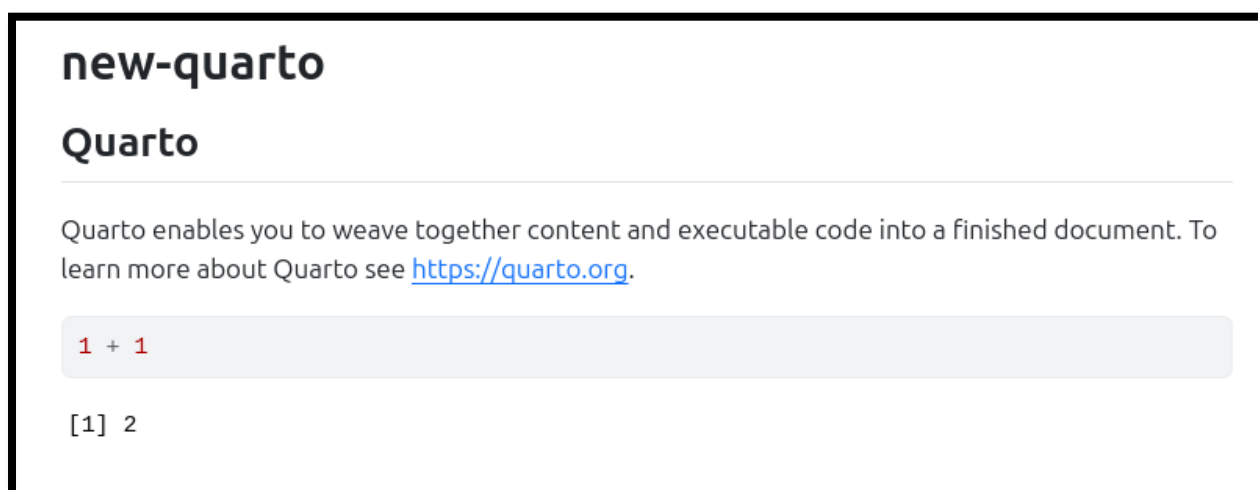 new-quarto
Quarto
Quarto enables you to weave together content and executable code into a finished document. To
learn more about Quarto see https://quarto.org.
1 + 1
[1] 2